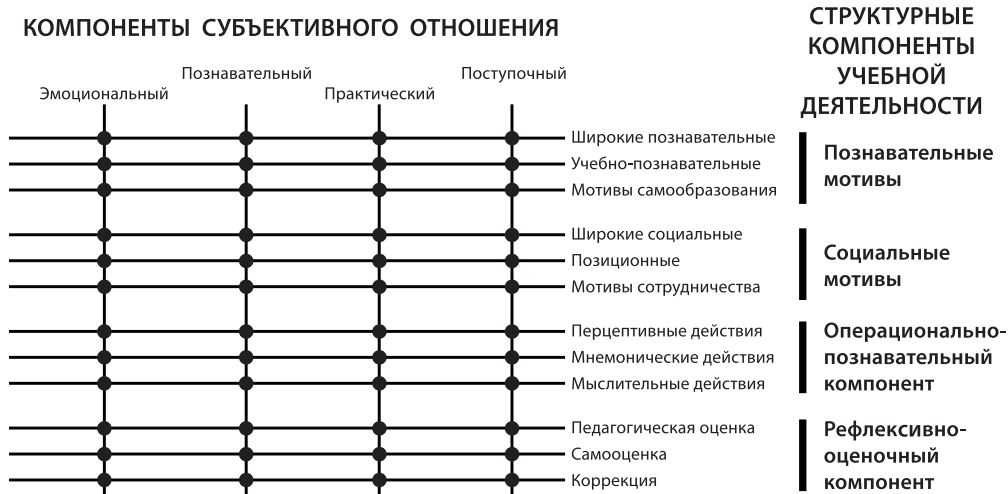 КОМПОНЕНТЫ СУБЪЕКТИВНОГО ОТНОШЕНИЯ
СТРУКТУРНЫЕ
КОМПОНЕНТЫ
УЧЕБНОЙ
ДЕЯТЕЛЬНОСТИ
Познавательный
Поступочный
Эмоциональный
Практический
Широкие познавательные
Учебно-познавательные
Мотивы самообразования
Познавательные
мотивы
Широкие социальные
Позиционные
Мотивы сотрудничества
Социальные
мотивы
Перцептивные действия
Мнемонические действия
Мыслительные действия
Операционально-
познавательный
компонент
Педагогическая оценка
Самооценка
Коррекция
Рефлексивно-
оценочный
компонент